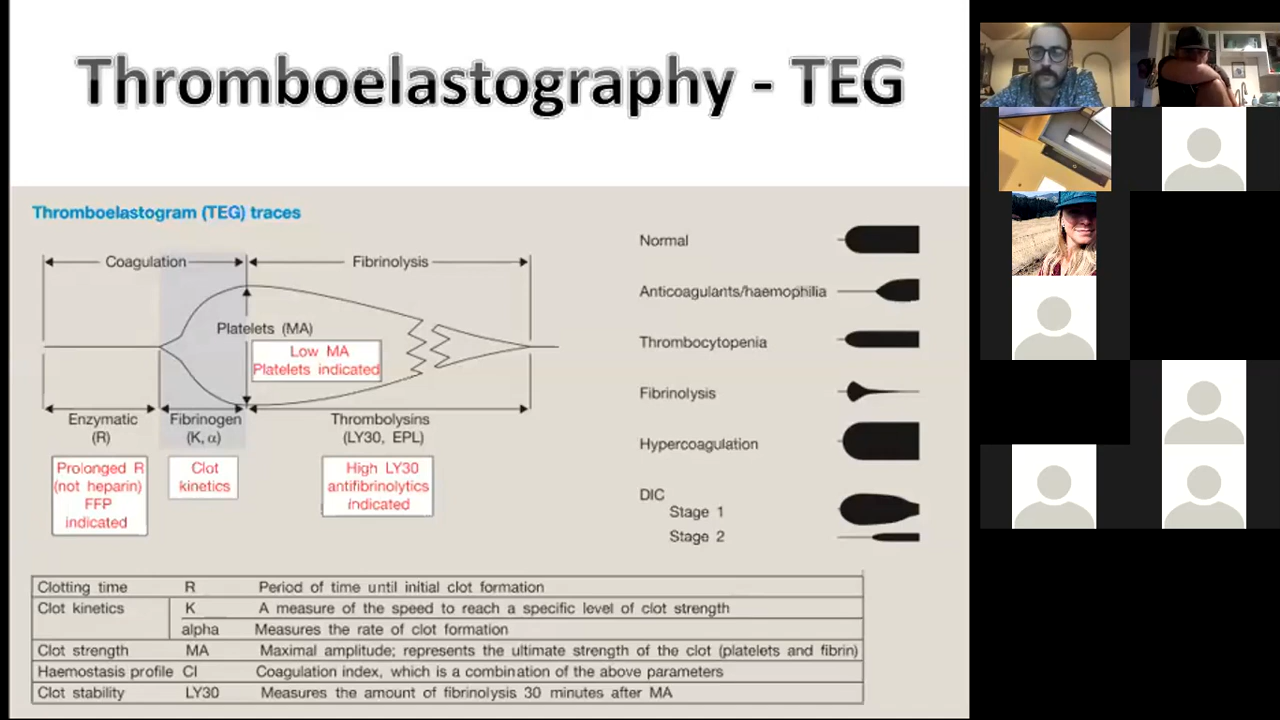 Thromboelastography - TEG
Thromboelastogram (TEG) traces
Coagulation
Fibrinolysis
Platelets (MA)
Low MA
Platelets indicated
Enzymatic
(R)
Fibrinogen
(K, α)
Thrombolysins
(LY30, EPL)
Prolonged R
(not heparin)
FFP
indicated
Clot
kinetics
High LY30
antifibrinolytics
indicated
Normal
Anticoagulants/haemophilia
Thrombocytopenia
Fibrinolysis
Hypercoagulation
DIC
Stage 1
Stage 2
Clotting time R Period of time until initial clot formation
Clot kinetics K A measure of the speed to reach a specific level of clot strength
alpha Measures the rate of clot formation
Clot strength MA Maximal amplitude; represents the ultimate strength of the clot (platelets and fibrin)
Haemostasis profile CI Coagulation index, which is a combination of the above parameters
Clot stability LY30 Measures the amount of fibrinolysis 30 minutes after MA